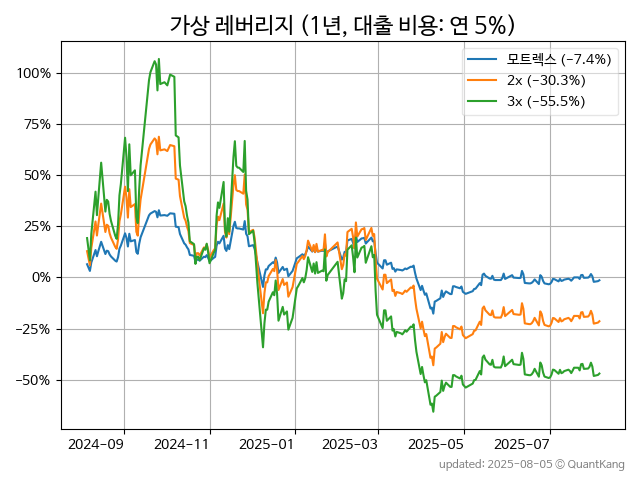 가상 레버리지 (1년, 대출 비용: 연 5%)
모트렉스 (−7.4%)
2x (−30.3%)
3x (−55.5%)
100%
75%
50%
25%
0%
−25%
−50%
2024-09
2024-11
2025-01
2025-03
2025-05
2025-07
updated: 2025-08-05 © QuantKang